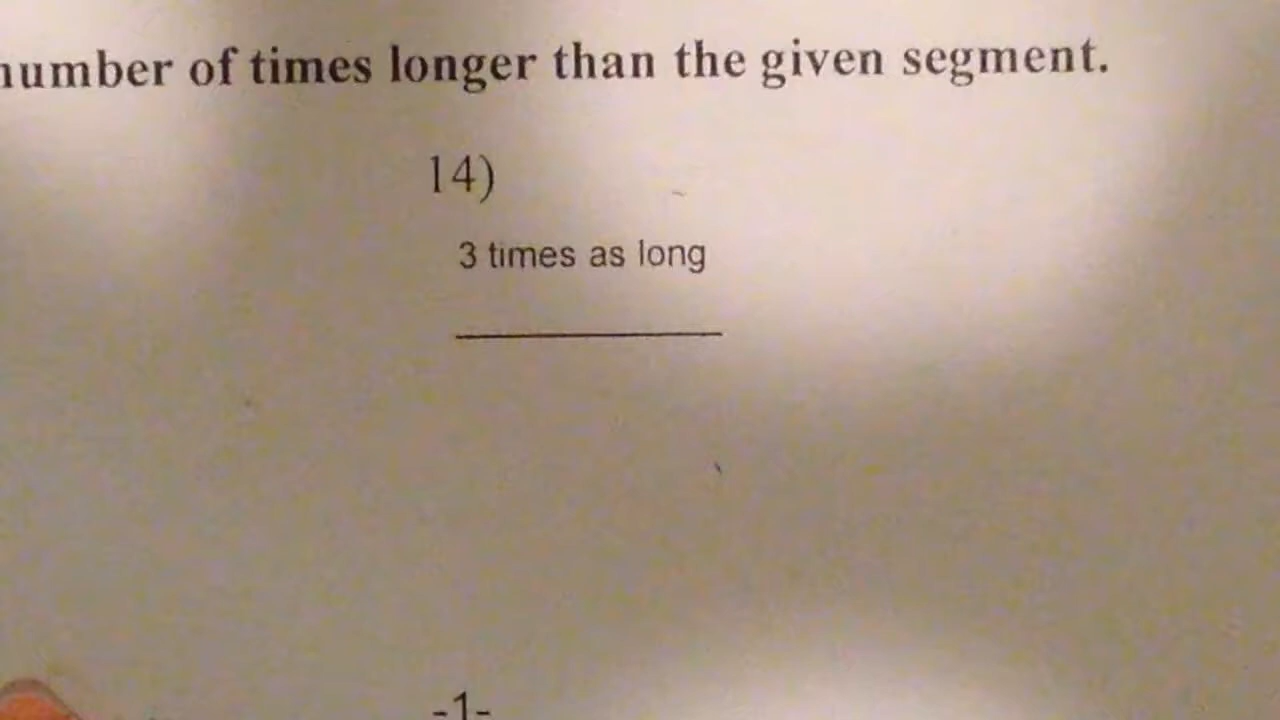 number of times longer than the given segment.
14)
3 times as long
-1-